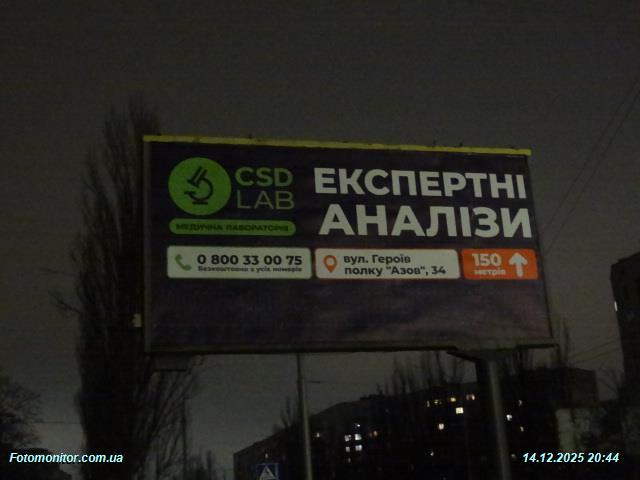 CSD
LAB
МЕДИЧНА ЛАБОРАТОРІЯ
ЕКСПЕРТНІ
АНАЛІЗИ
0 800 33 00 75
Безкоштовно з усіх номерів
вул. Героїв
полку "Азов", 34
150
метрів
Fotomonitor.com.ua
14.12.2025 20:44